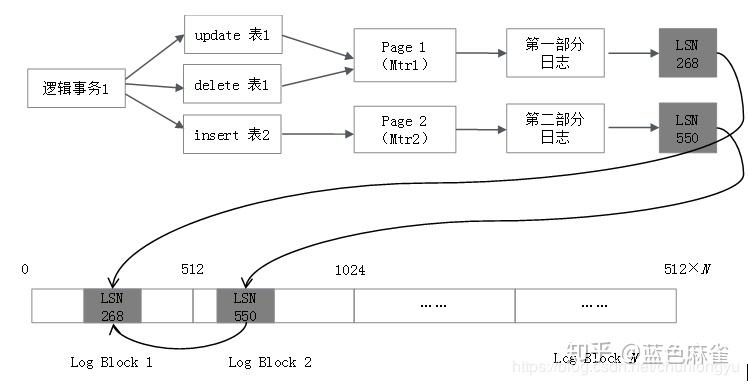 逻辑事务1
update 表1
delete 表1
insert 表2
Page 1
（Mtr1）
Page 2
（Mtr2）
第一部分
日志
第二部分
日志
LSN
268
LSN
550
0
512
1024
512×N
LSN
268
LSN
550
……
……
Log Block 1
Log Block 2
Log Block N
知乎 @蓝色麻雀
https://blog.csdn.net/chunlongyu